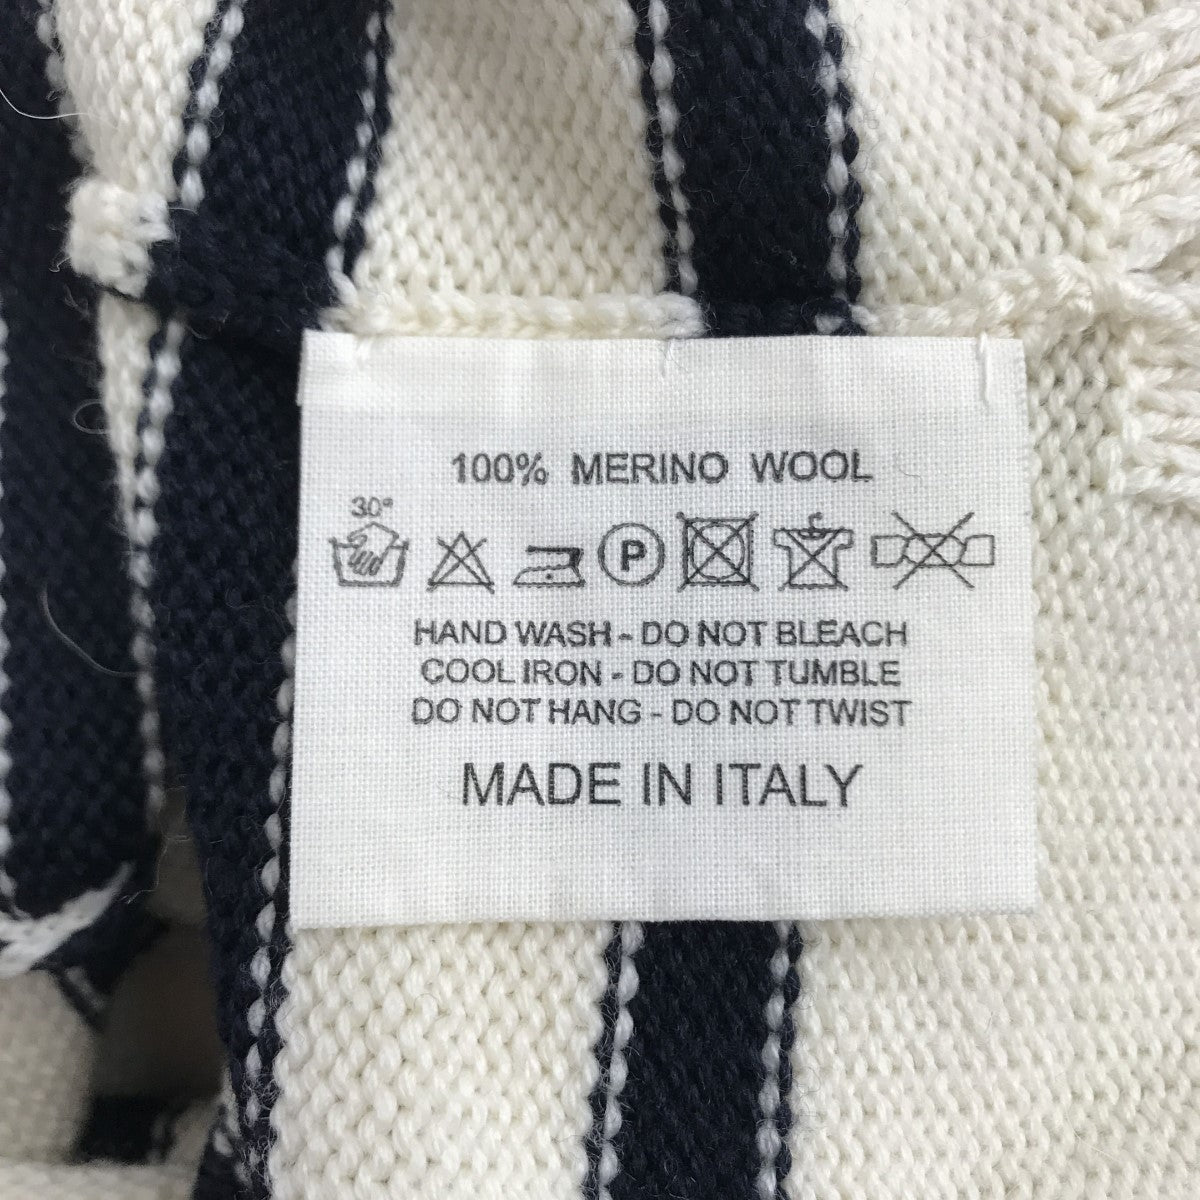 100% MERINO WOOL
30°
P
HAND WASH - DO NOT BLEACH
COOL IRON - DO NOT TUMBLE
DO NOT HANG - DO NOT TWIST
MADE IN ITALY